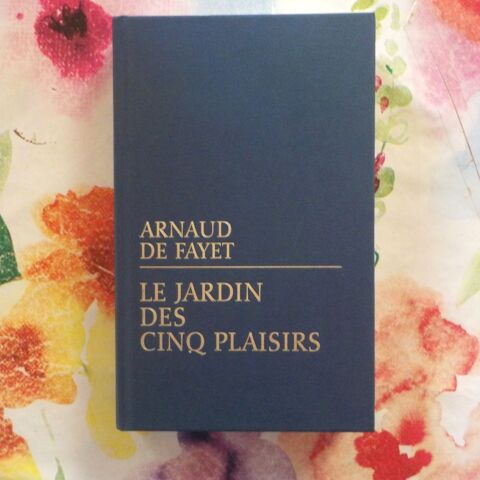 ARNAUD
DE FAYET
LE JARDIN
DES
CINQ PLAISIRS